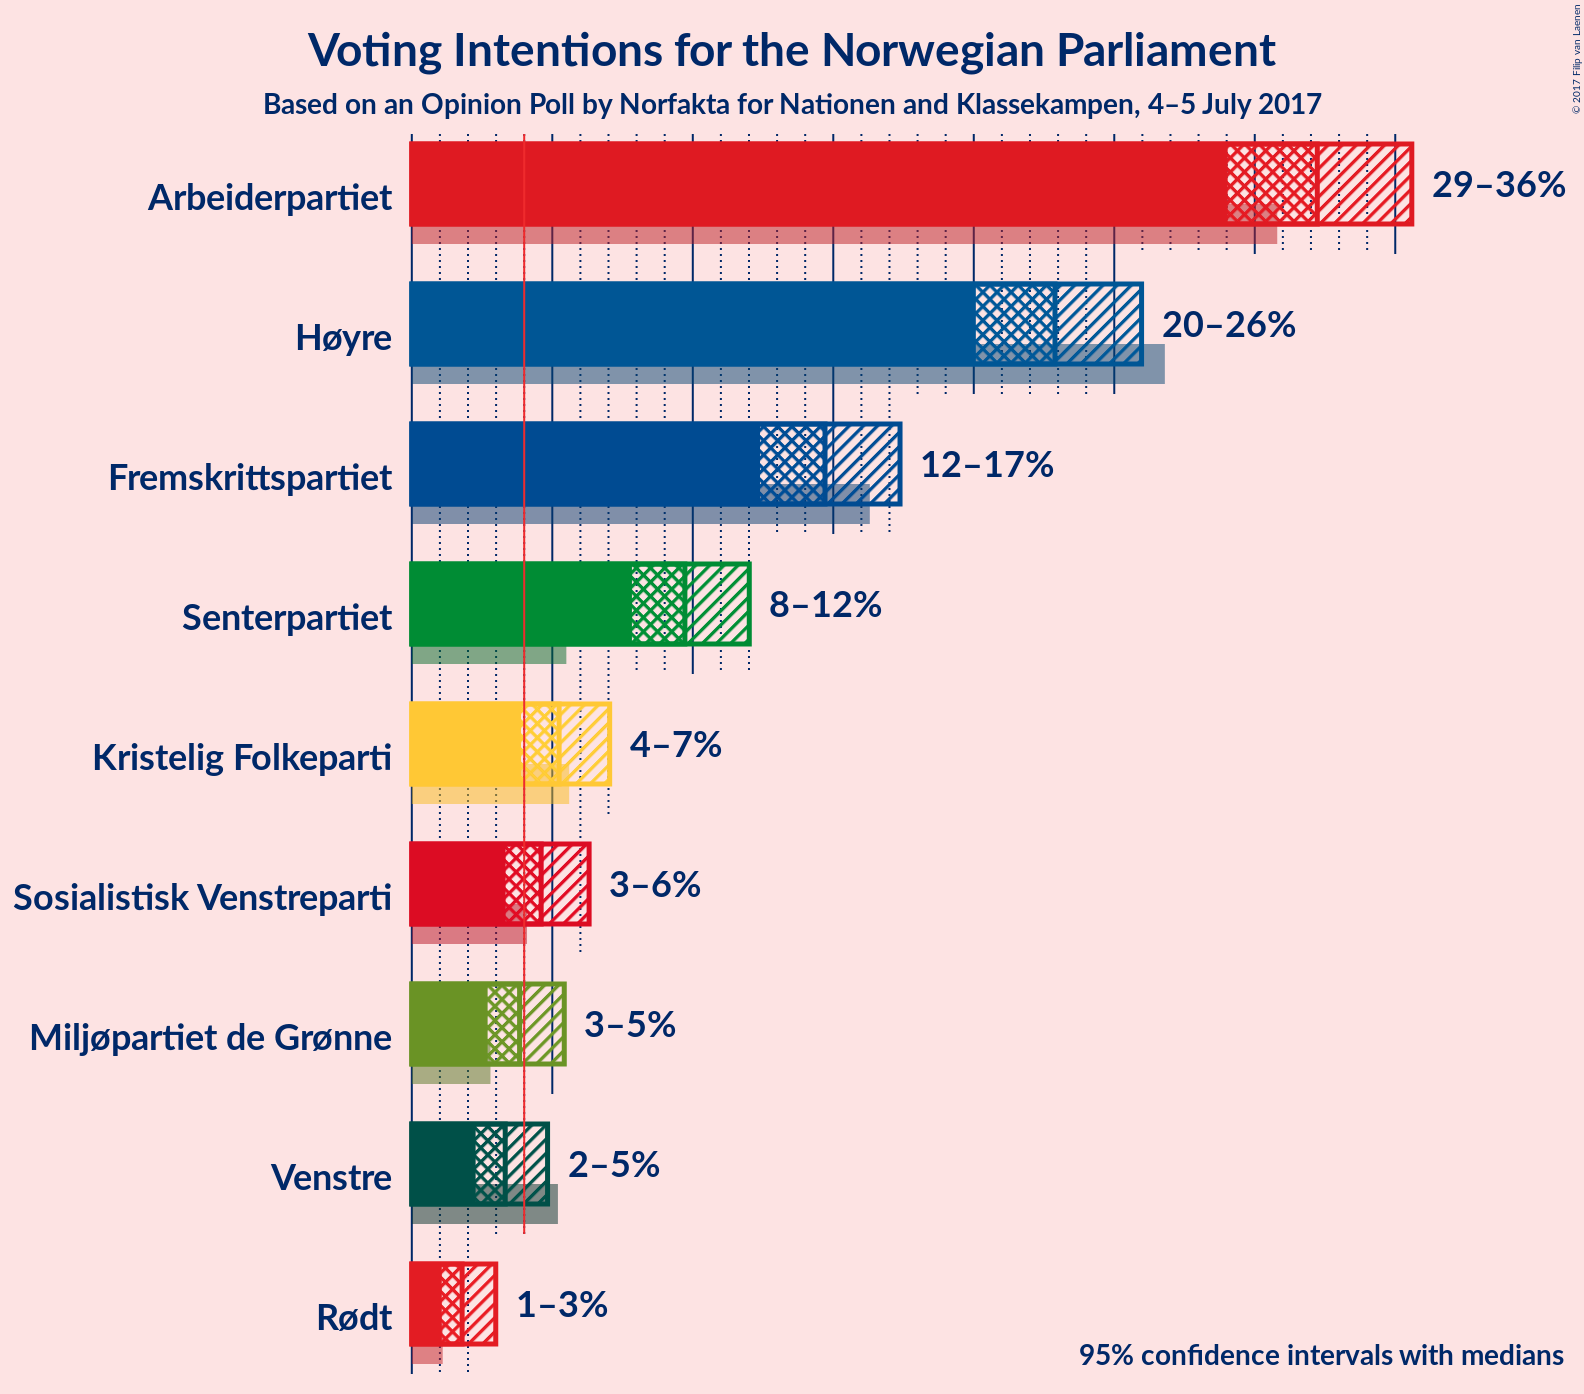 Voting Intentions for the Norwegian Parliament
Based on an Opinion Poll by Norfakta for Nationen and Klassekampen, 4–5 July 2017
© 2017 Filip van Laenen
Arbeiderpartiet
29–36%
Høyre
20–26%
Fremskrittspartiet
12–17%
Senterpartiet
8–12%
Kristelig Folkeparti
4–7%
Sosialistisk Venstreparti
3–6%
Miljøpartiet de Grønne
3–5%
Venstre
2–5%
Rødt
1–3%
95% confidence intervals with medians